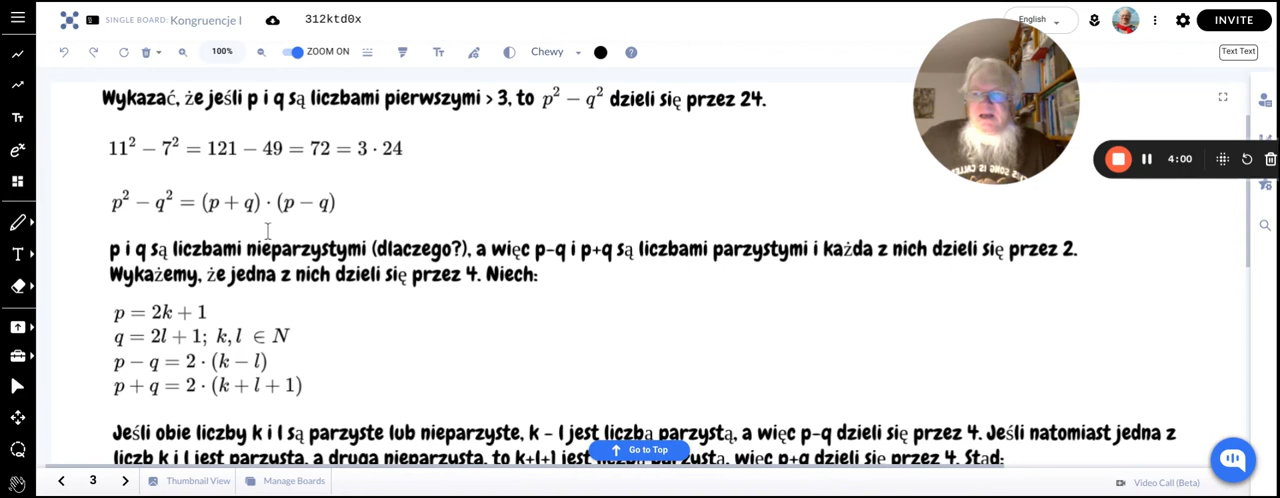 SINGLE BOARD: Kongruencje I
312ktd0x
English
INVITE
100%
ZOOM ON
Chewy
Text Text
Wykazać, że jeśli p i q są liczbami pierwszymi > 3, to p² − q² dzieli się przez 24.
11² − 7² = 121 − 49 = 72 = 3 · 24
4:00
p² − q² = (p + q) · (p − q)
p i q są liczbami nieparzystymi (dlaczego?), a więc p-q i p+q są liczbami parzystymi i każda z nich dzieli się przez 2.
Wykażemy, że jedna z nich dzieli się przez 4. Niech:
p = 2k + 1
q = 2l + 1; k, l ∈ N
p − q = 2 · (k − l)
p + q = 2 · (k + l + 1)
Jeśli obie liczby k i l są parzyste lub nieparzyste, k - l jest liczbą parzystą, a więc p-q dzieli się przez 4. Jeśli natomiast jedna z
liczb k i l jest parzysta, a druga nieparzysta, to k+l+1 jest liczbą parzystą, więc p+q dzieli się przez 4. Stąd:
Go to Top
3
Thumbnail View
Manage Boards
Video Call (Beta)